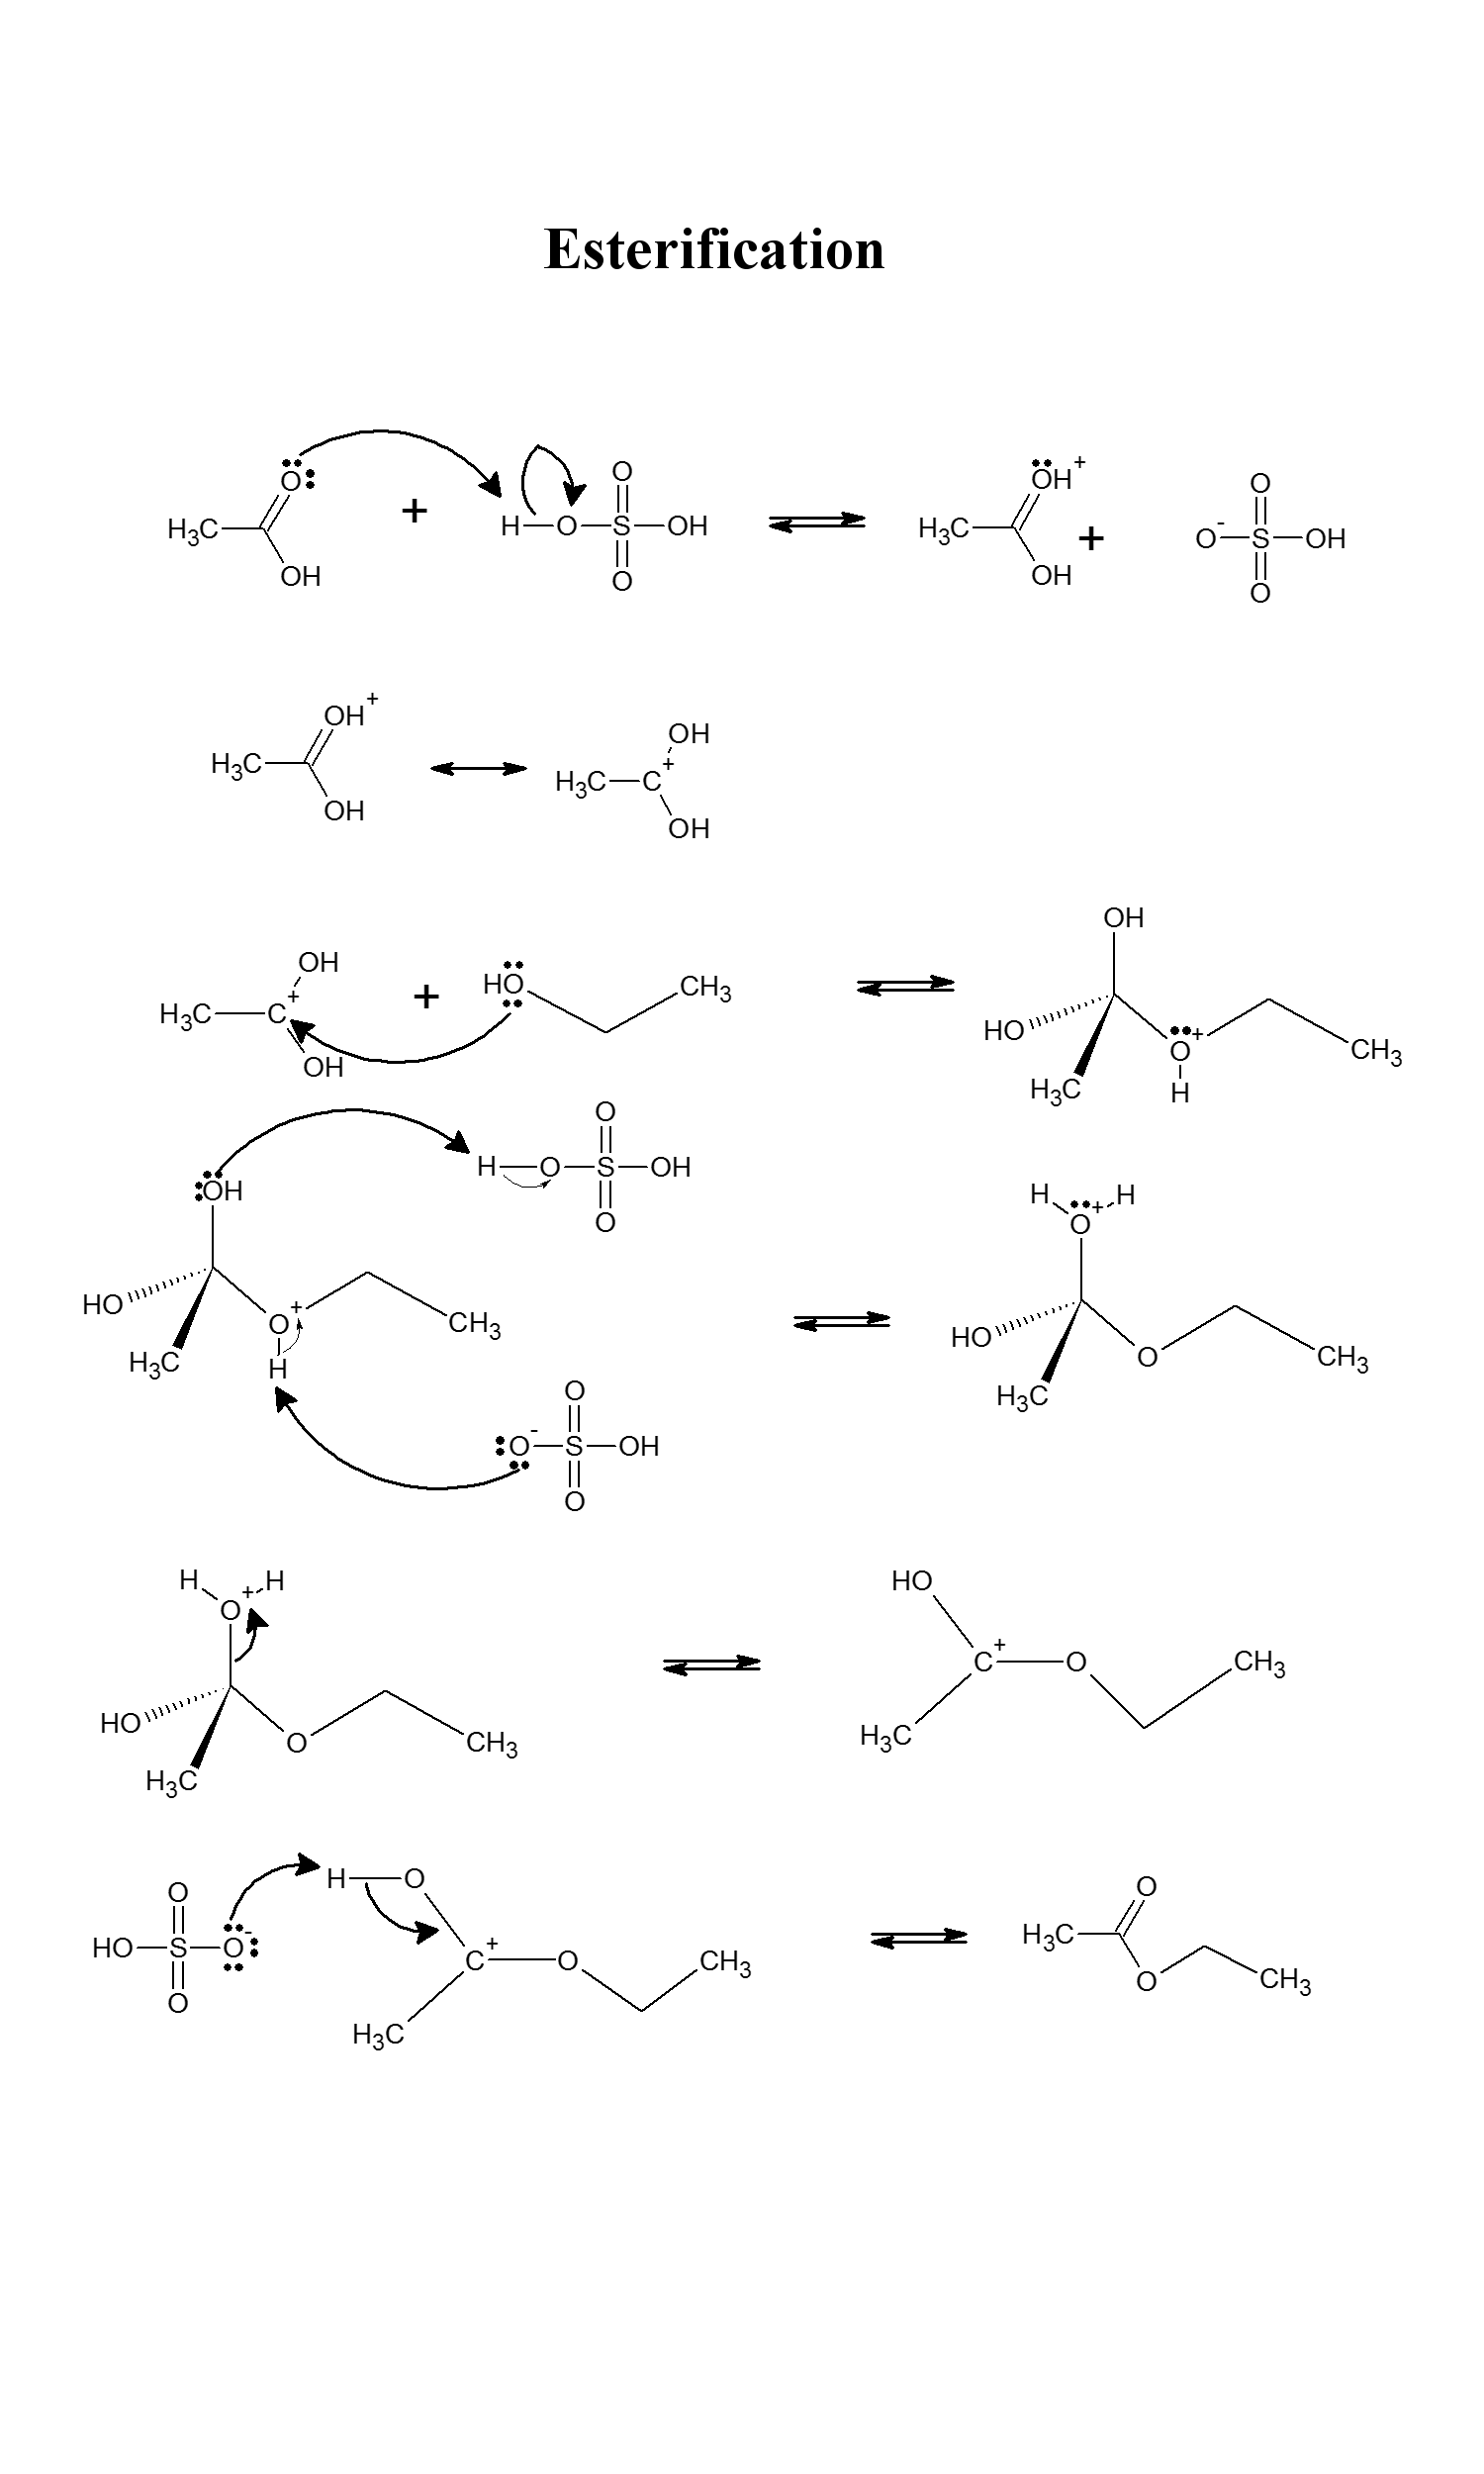 Esterification
O
H3C
OH
+
H O S OH
O
O
OH+
H3C
OH
+
O
O- S OH
O
OH+
H3C
OH
OH
H3C C+
OH
OH
H3C C+
OH
+
HO
CH3
OH
HO
H3C
O+
H
CH3
O
H O S OH
O
OH
HO
H3C
O+
H
CH3
O
O- S OH
O
H O+ H
HO
H3C
O
CH3
H O+ H
HO
H3C
O
CH3
HO
C+ O
H3C
CH3
O
HO S O-
O
H O
C+ O
H3C
CH3
O
H3C
O
CH3